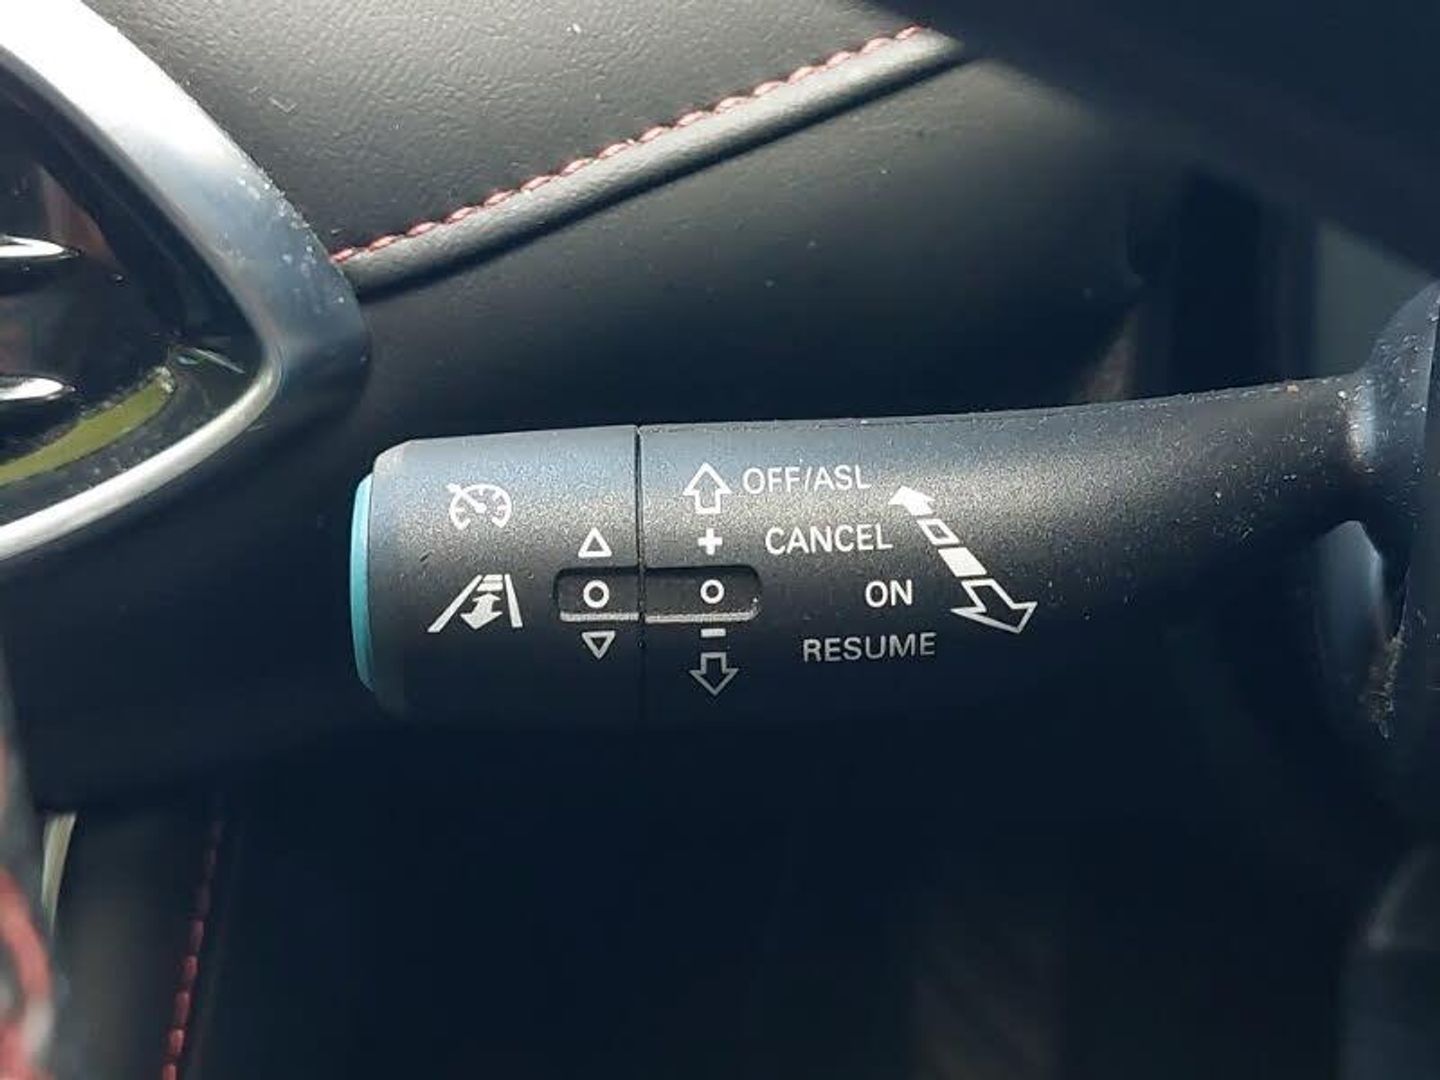 OFF/ASL
+ CANCEL
ON
− RESUME